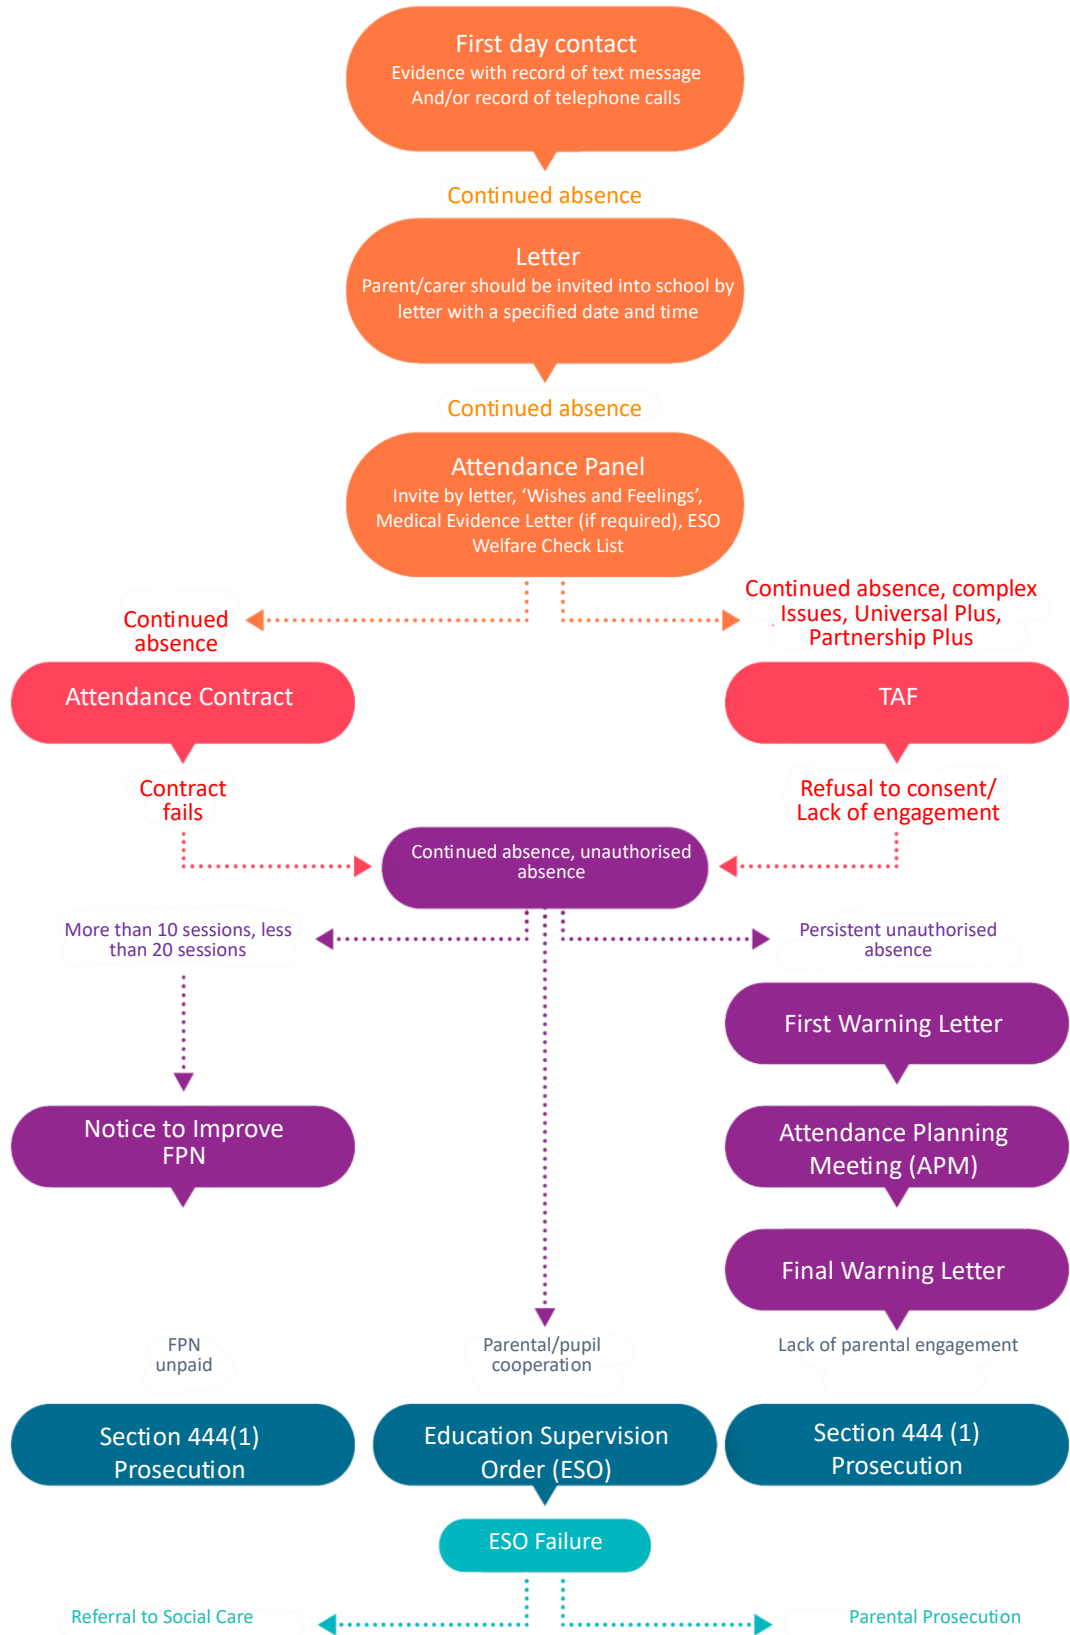 First day contact
Evidence with record of text message
And/or record of telephone calls
Continued absence
Letter
Parent/carer should be invited into school by
letter with a specified date and time
Continued absence
Attendance Panel
Invite by letter, ‘Wishes and Feelings’,
Medical Evidence Letter (if required), ESO
Welfare Check List
Continued
absence
Continued absence, complex
Issues, Universal Plus,
Partnership Plus
Attendance Contract
TAF
Contract
fails
Refusal to consent/
Lack of engagement
Continued absence, unauthorised
absence
More than 10 sessions, less
than 20 sessions
Persistent unauthorised
absence
First Warning Letter
Notice to Improve
FPN
Attendance Planning
Meeting (APM)
Final Warning Letter
FPN
unpaid
Parental/pupil
cooperation
Lack of parental engagement
Section 444(1)
Prosecution
Education Supervision
Order (ESO)
Section 444 (1)
Prosecution
ESO Failure
Referral to Social Care
Parental Prosecution